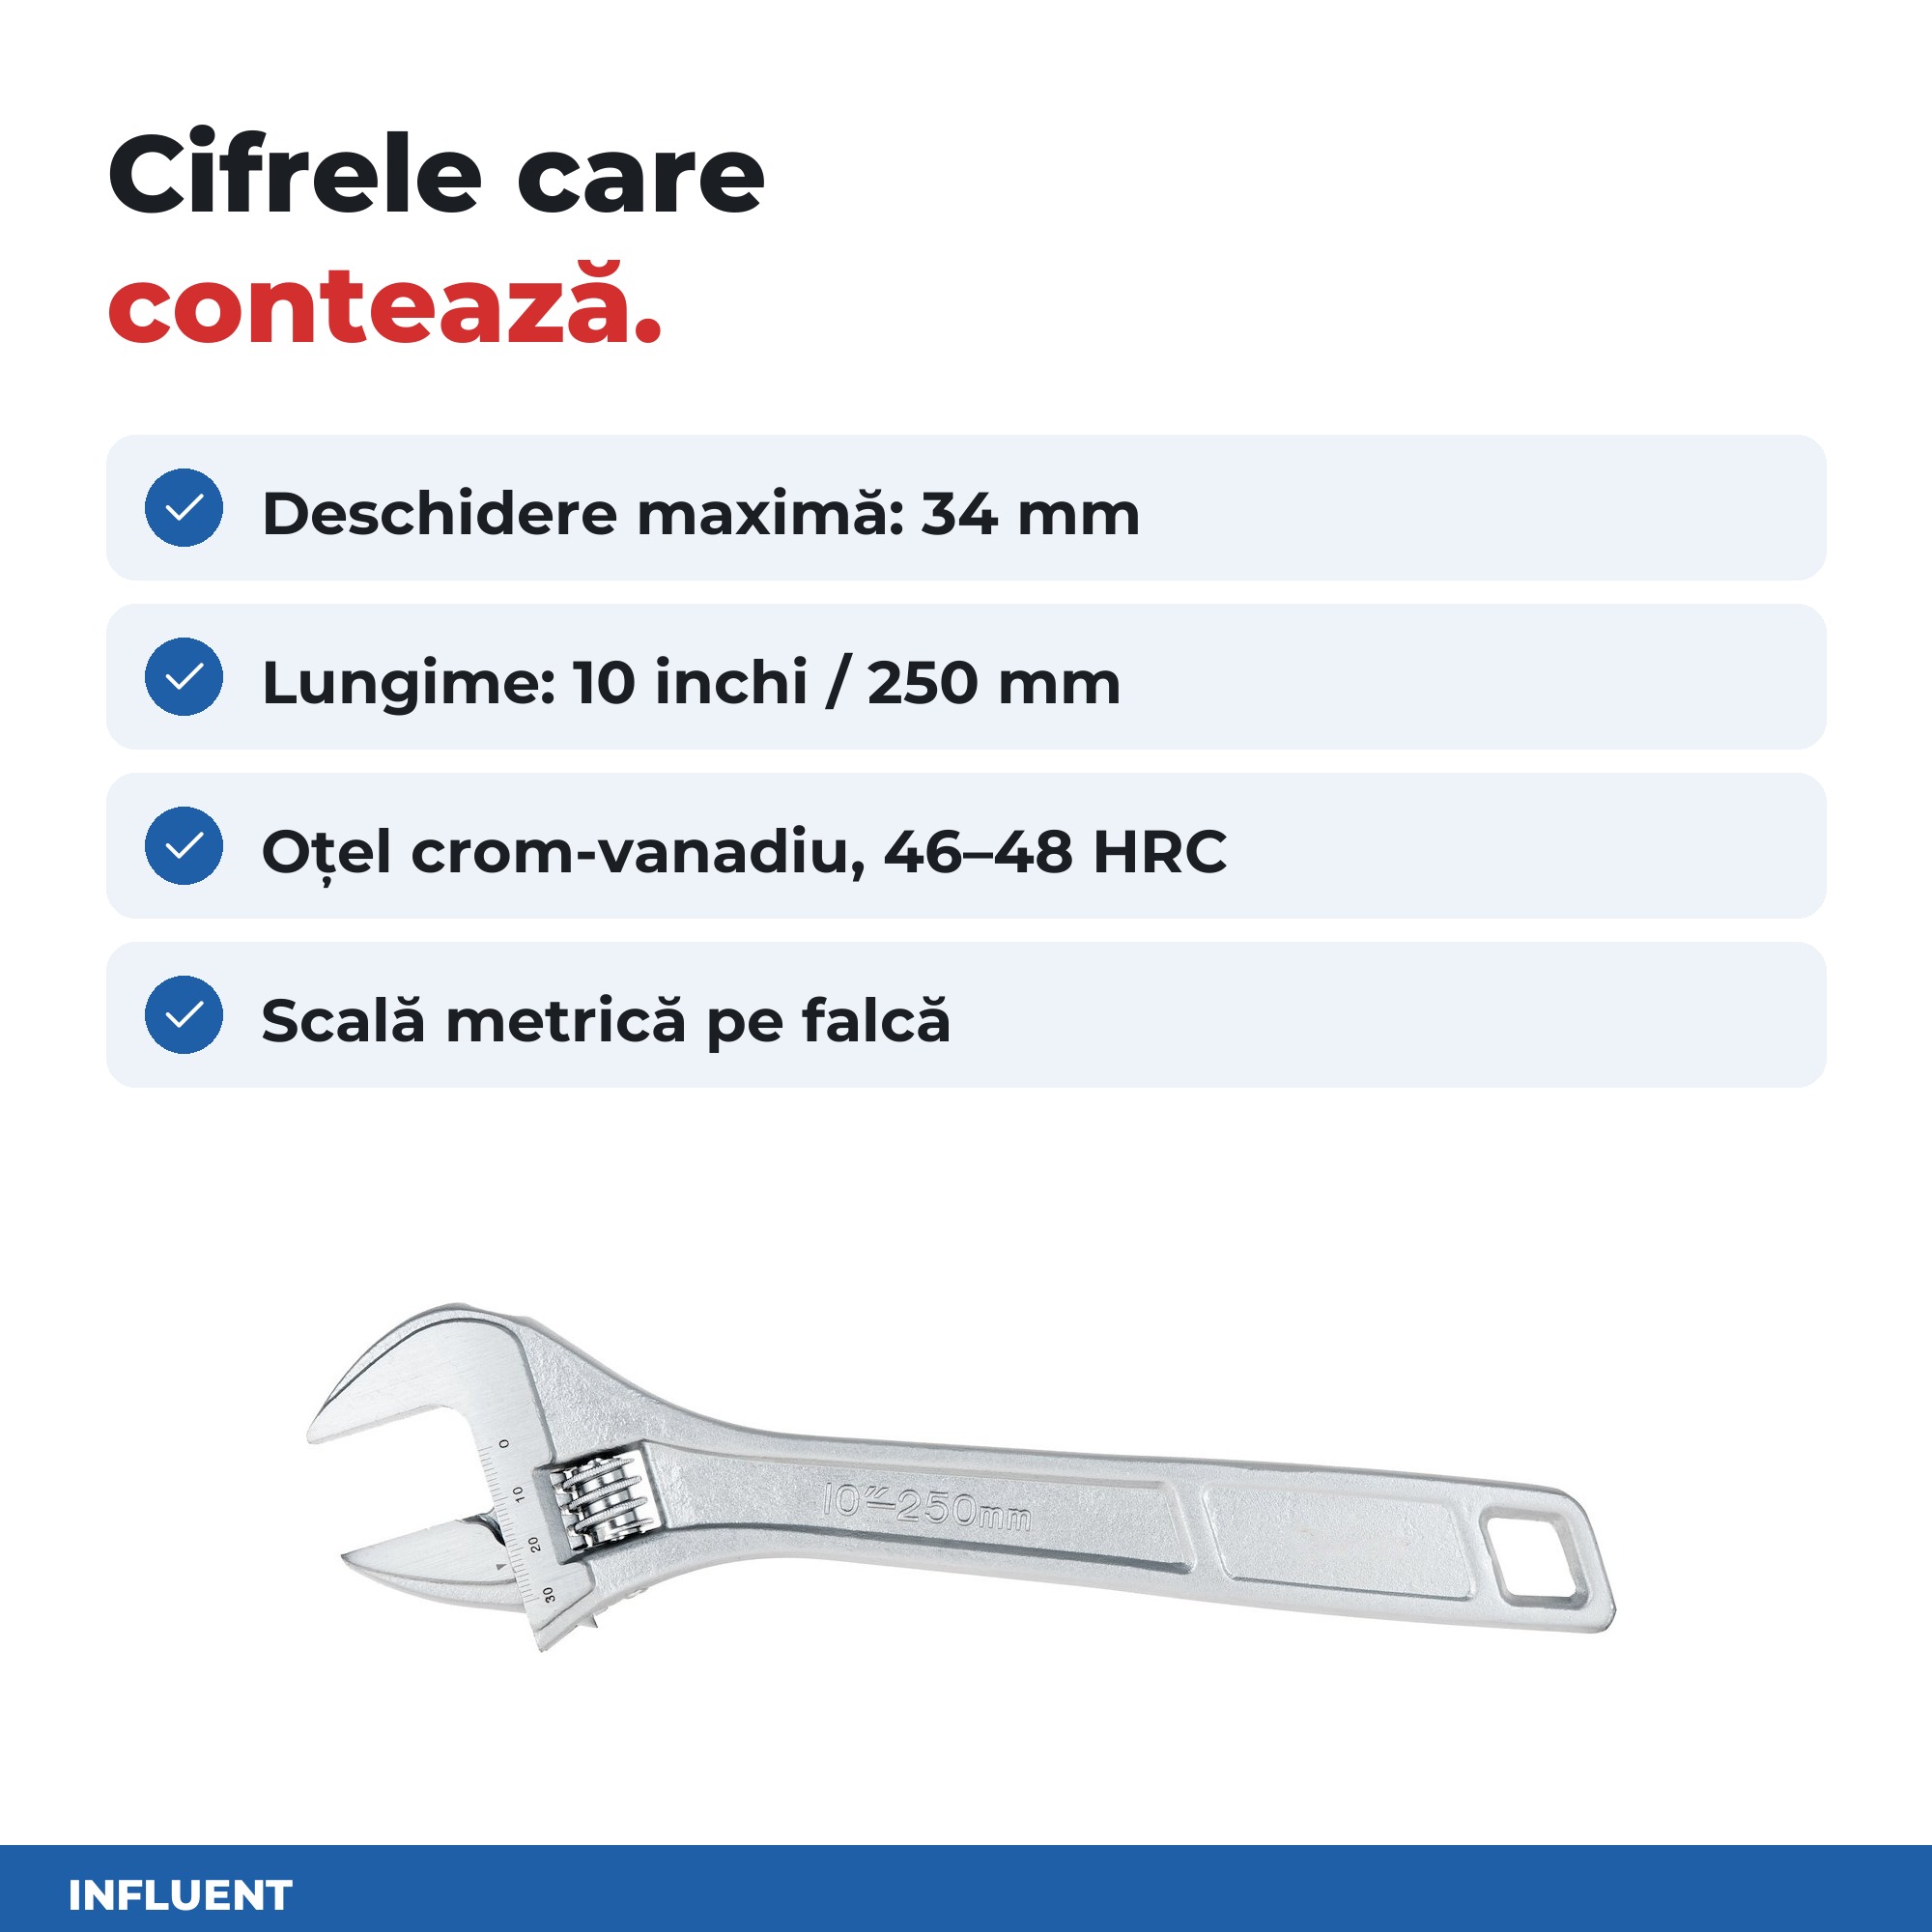 Cifrele care
contează.
Deschidere maximă: 34 mm
Lungime: 10 inchi / 250 mm
Oțel crom-vanadiu, 46–48 HRC
Scală metrică pe falcă
0
10
20
30
10"-250mm
INFLUENT